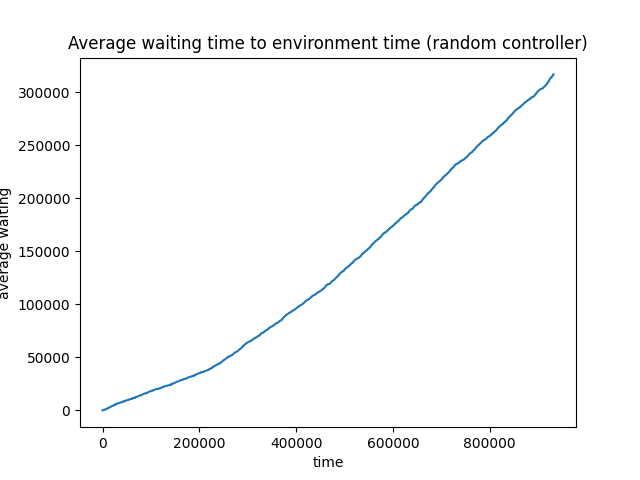 Average waiting time to environment time (random controller)
300000
250000
200000
150000
100000
50000
0
average waiting
0 200000 400000 600000 800000
time